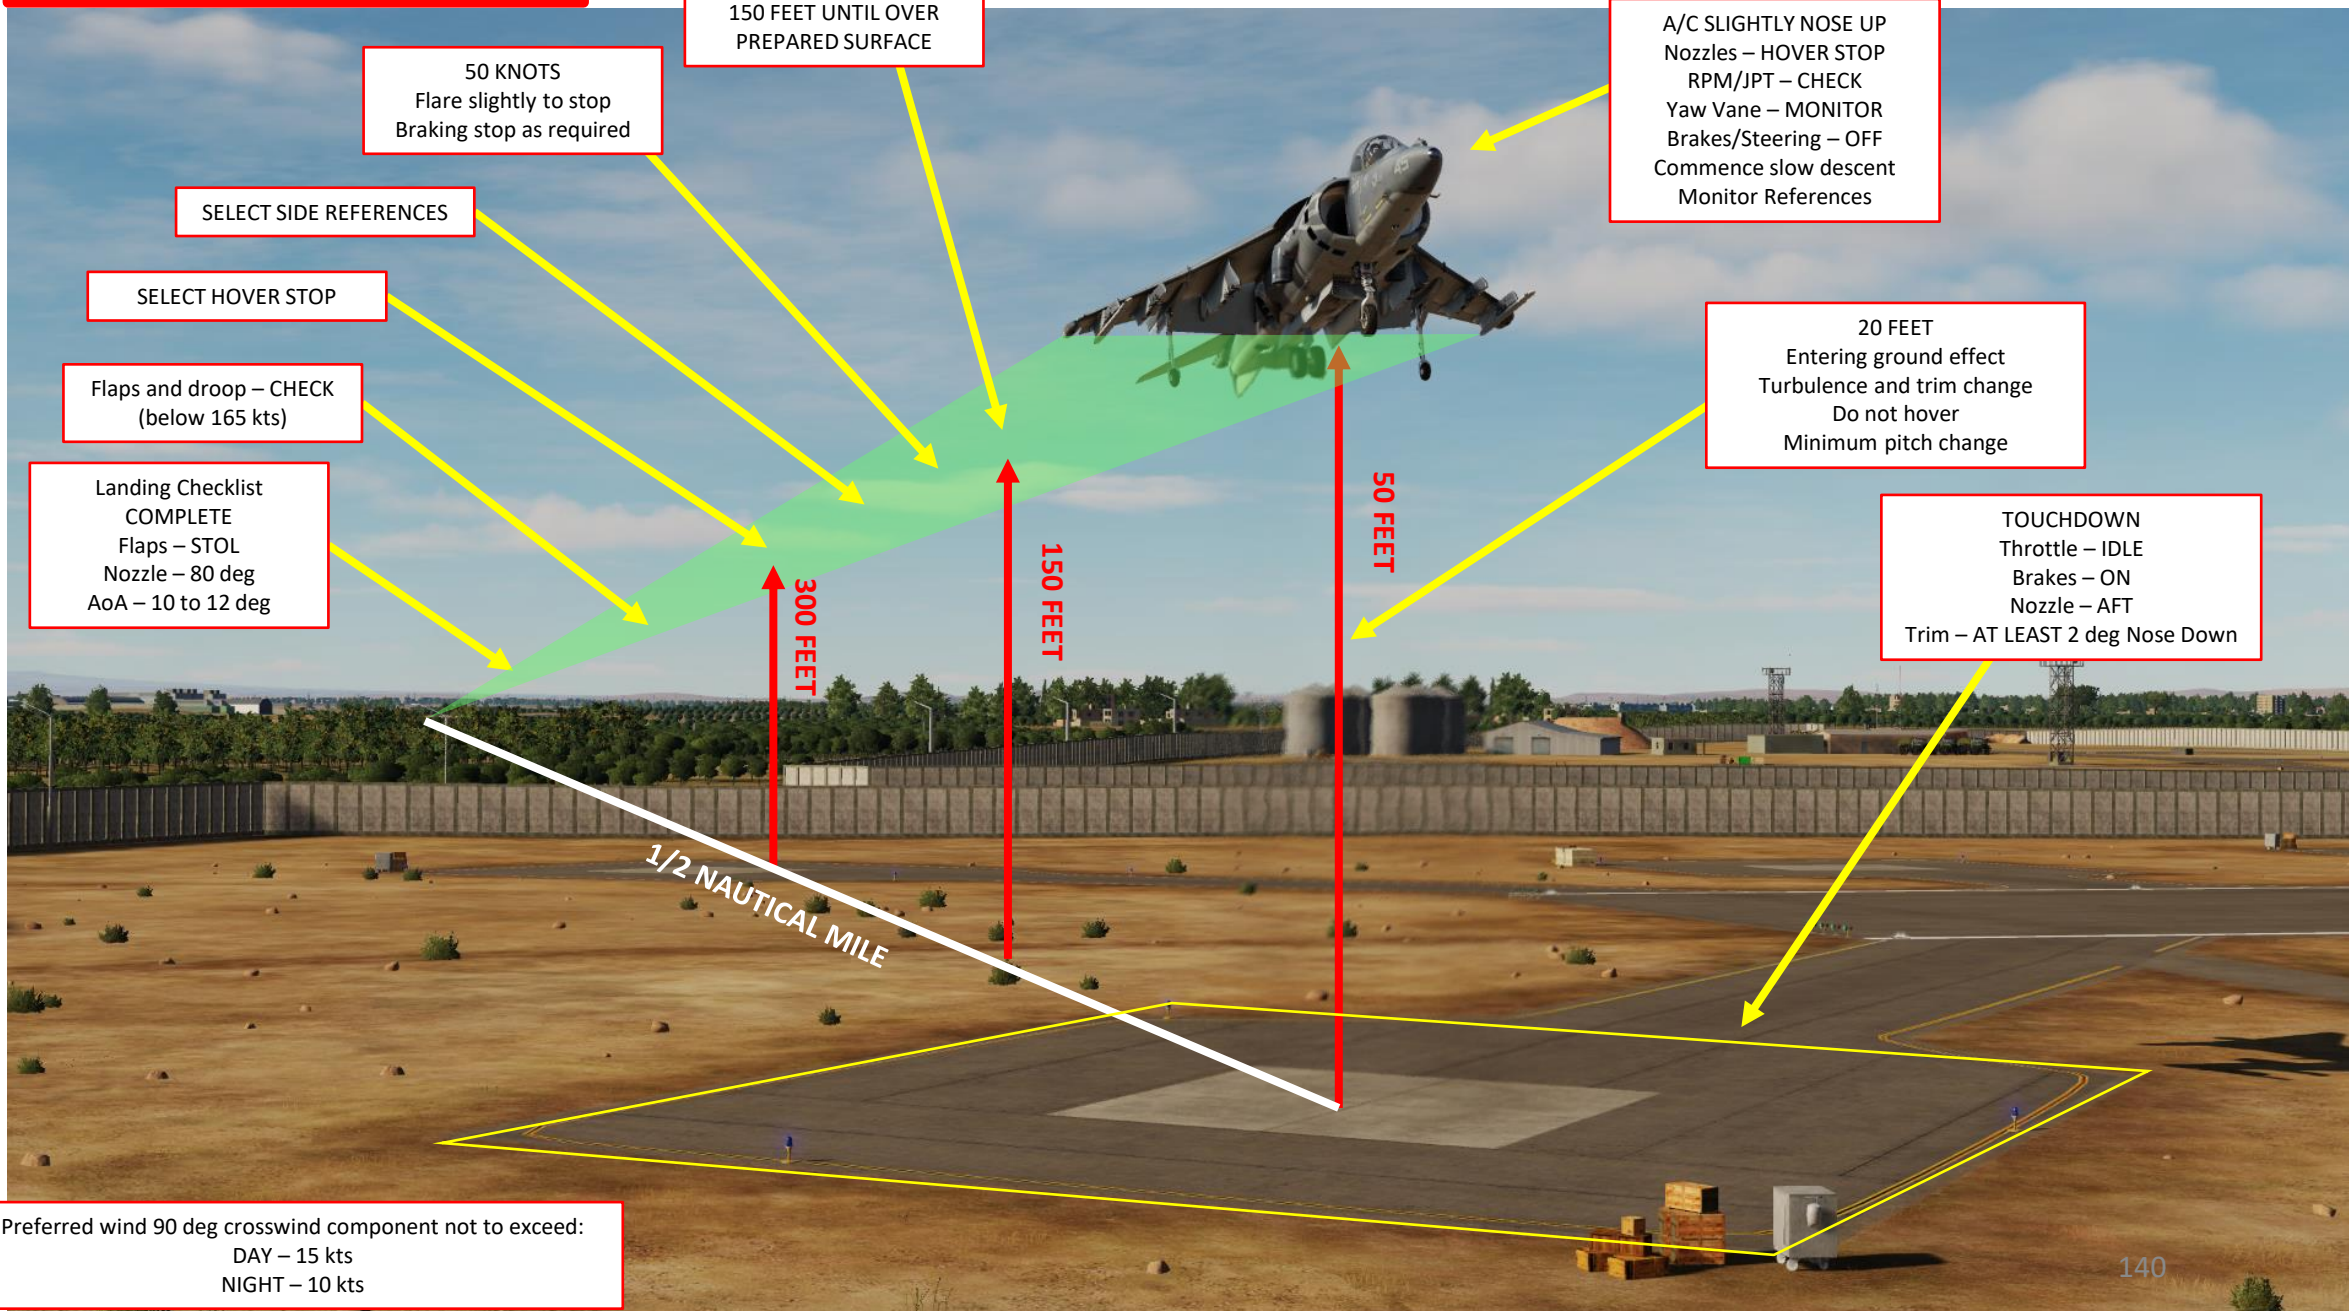 150 FEET UNTIL OVER
PREPARED SURFACE
A/C SLIGHTLY NOSE UP
Nozzles – HOVER STOP
RPM/JPT – CHECK
Yaw Vane – MONITOR
Brakes/Steering – OFF
Commence slow descent
Monitor References
50 KNOTS
Flare slightly to stop
Braking stop as required
SELECT SIDE REFERENCES
SELECT HOVER STOP
Flaps and droop – CHECK
(below 165 kts)
Landing Checklist
COMPLETE
Flaps – STOL
Nozzle – 80 deg
AoA – 10 to 12 deg
20 FEET
Entering ground effect
Turbulence and trim change
Do not hover
Minimum pitch change
TOUCHDOWN
Throttle – IDLE
Brakes – ON
Nozzle – AFT
Trim – AT LEAST 2 deg Nose Down
300 FEET
150 FEET
50 FEET
45
1/2 NAUTICAL MILE
Preferred wind 90 deg crosswind component not to exceed:
DAY – 15 kts
NIGHT – 10 kts
140